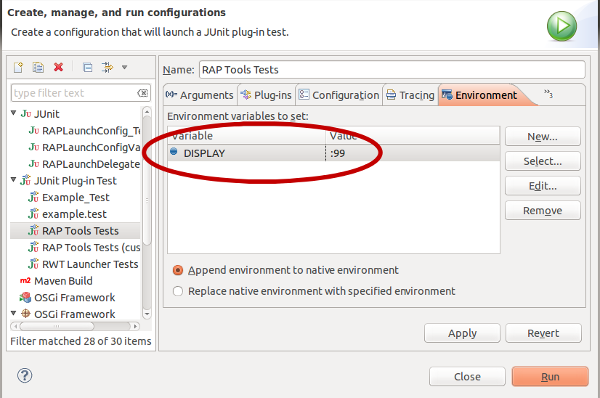 Create, manage, and run configurations
Create a configuration that will launch a JUnit plug-in test.
type filter text
JUnit
RAPLaunchConfig_Te
RAPLaunchConfigVa
RAPLaunchDelegate
JUnit Plug-in Test
Example_Test
example.test
RAP Tools Tests
RAP Tools Tests (cus
RWT Launcher Tests
m2 Maven Build
OSGi Framework
OSGi Framework
Filter matched 28 of 30 items
Name: RAP Tools Tests
(x)= Arguments Plug-ins Configuration Tracing Environment »3
Environment variables to set:
Variable Value
DISPLAY :99
New...
Select...
Edit...
Remove
Append environment to native environment
Replace native environment with specified environment
Apply Revert
? Close Run